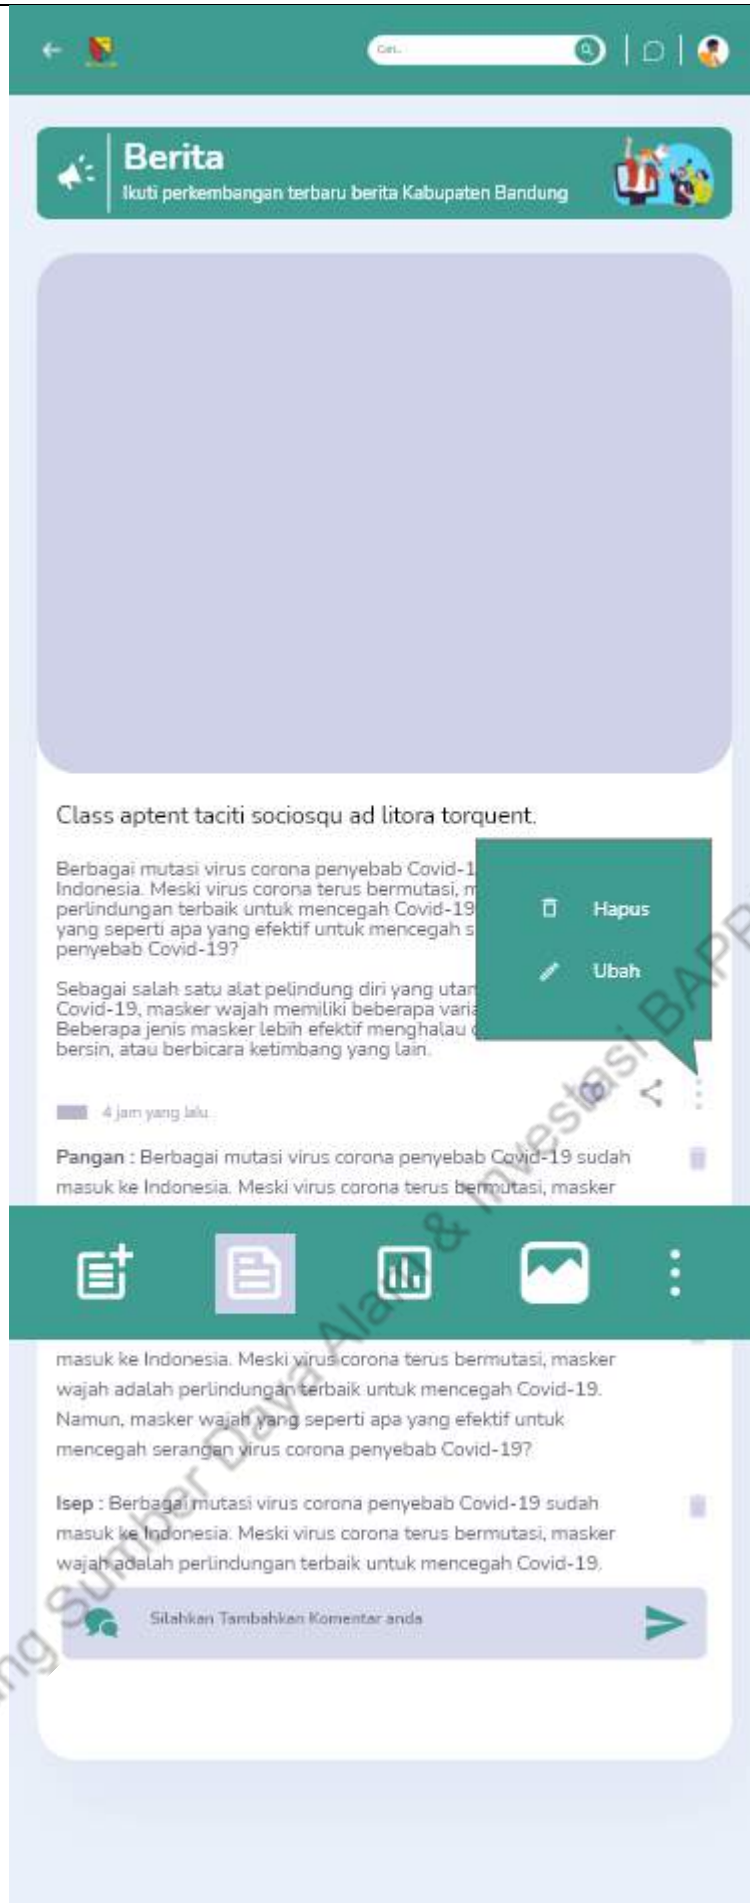 Cari...
Berita
Ikuti perkembangan terbaru berita Kabupaten Bandung
Class aptent taciti sociosqu ad litora torquent.
Berbagai mutasi virus corona penyebab Covid-1
Indonesia. Meski virus corona terus bermutasi, m
perlindungan terbaik untuk mencegah Covid-19
yang seperti apa yang efektif untuk mencegah s
penyebab Covid-19?
Hapus
Ubah
Sebagai salah satu alat pelindung diri yang utam
Covid-19, masker wajah memiliki beberapa varia
Beberapa jenis masker lebih efektif menghalau
bersin, atau berbicara ketimbang yang lain.
4 jam yang lalu
Pangan : Berbagai mutasi virus corona penyebab Covid-19 sudah
masuk ke Indonesia. Meski virus corona terus bermutasi, masker
masuk ke Indonesia. Meski virus corona terus bermutasi, masker
wajah adalah perlindungan terbaik untuk mencegah Covid-19.
Namun, masker wajah yang seperti apa yang efektif untuk
mencegah serangan virus corona penyebab Covid-19?
Isep : Berbagai mutasi virus corona penyebab Covid-19 sudah
masuk ke Indonesia. Meski virus corona terus bermutasi, masker
wajah adalah perlindungan terbaik untuk mencegah Covid-19.
Silahkan Tambahkan Komentar anda
ng Sumber Daya Alam & Investasi BAPP